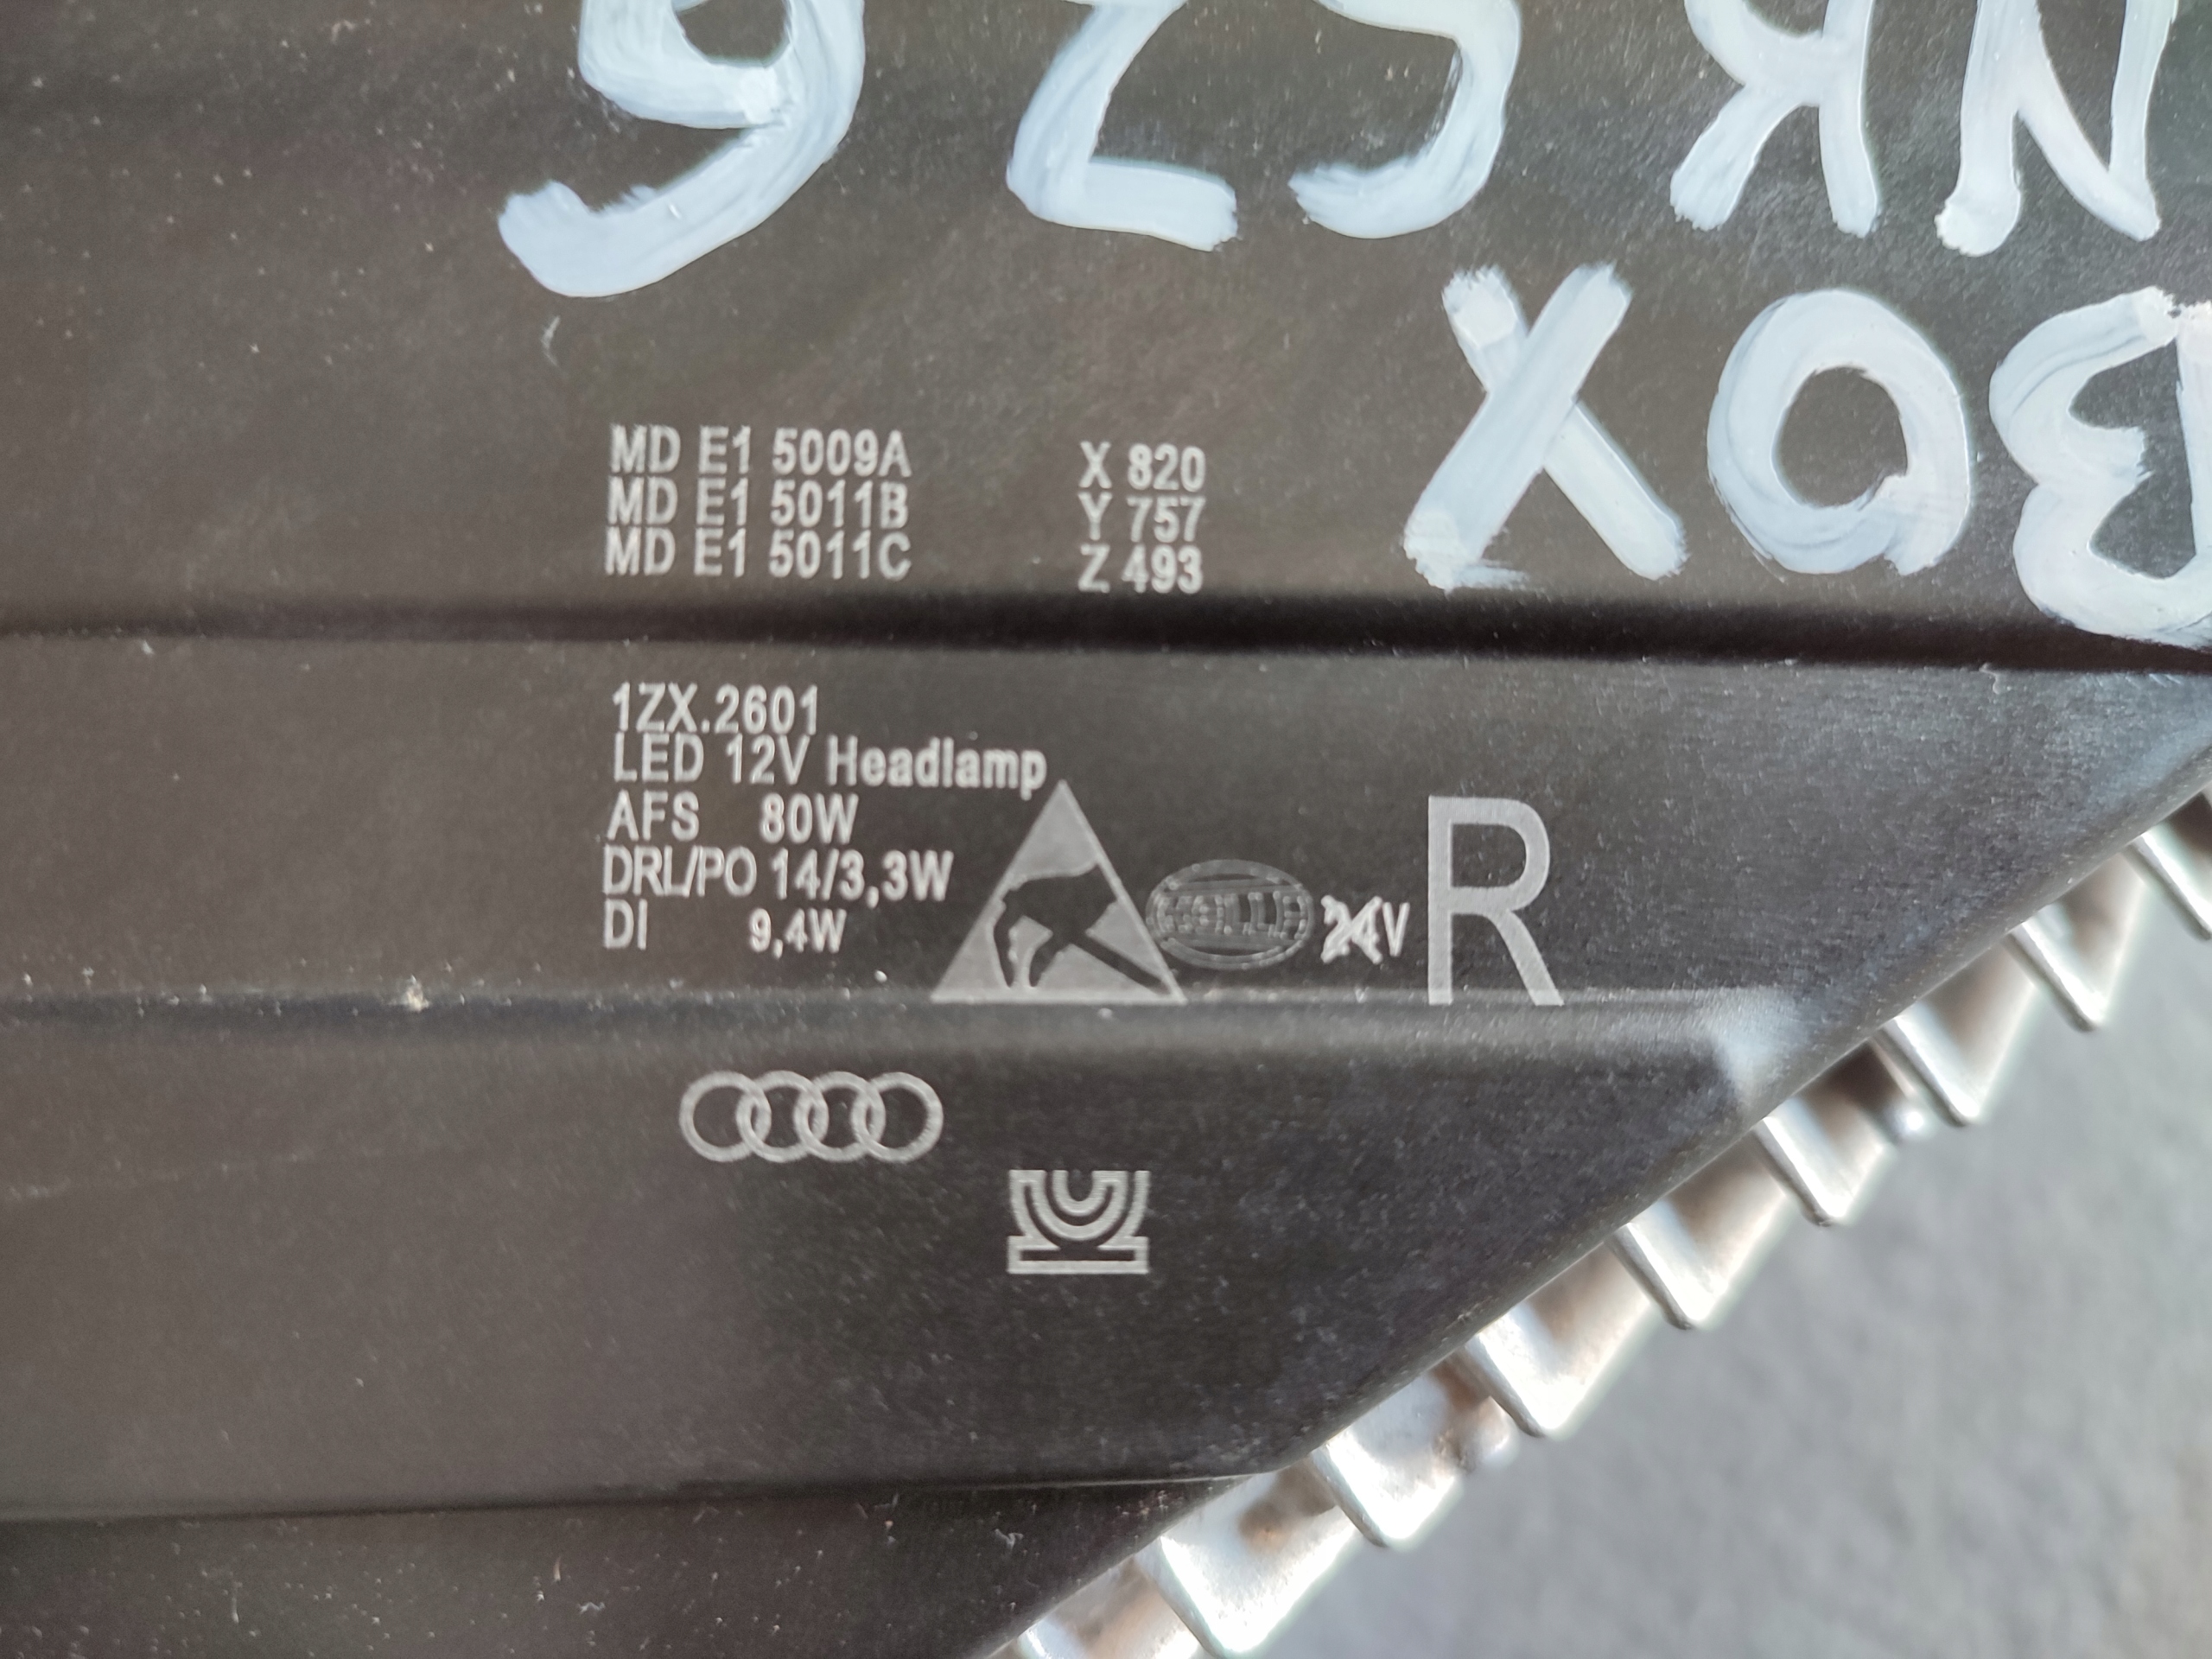 BOX
MD E1 5009A X 820
MD E1 5011B Y 757
MD E1 5011C Z 493
1ZX.2601
LED 12V Headlamp
AFS 80W
DRL/PO 14/3,3W
DI 9,4W
HELLA 24V R